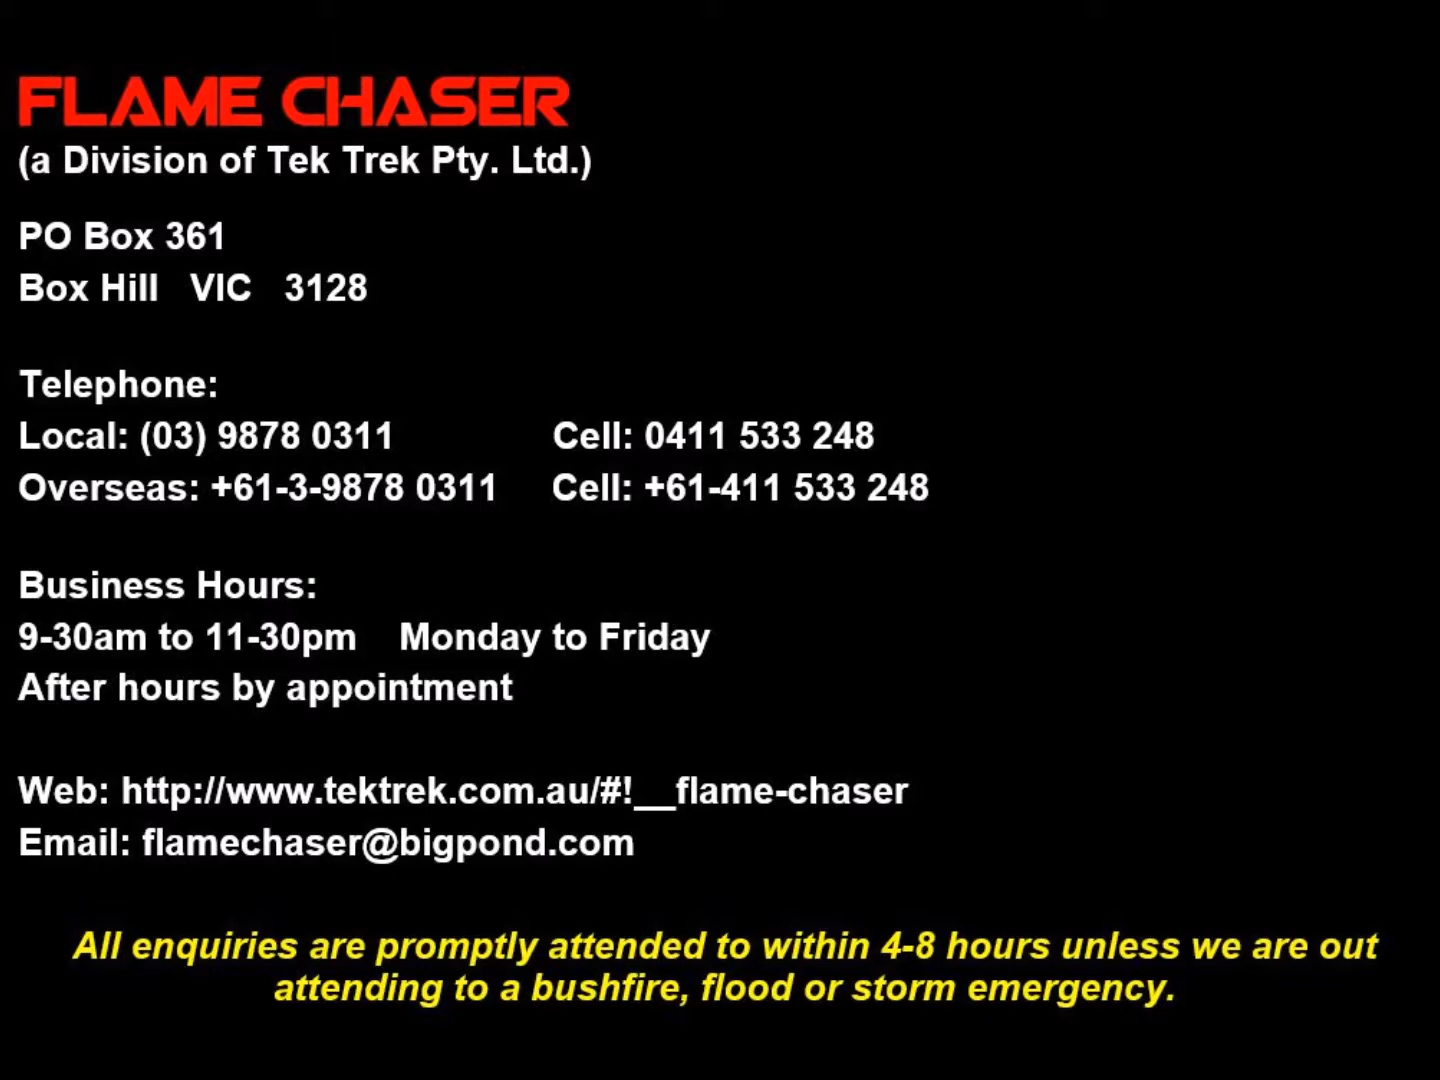 FLAME CHASER
(a Division of Tek Trek Pty. Ltd.)
PO Box 361
Box Hill VIC 3128
Telephone:
Local: (03) 9878 0311 Cell: 0411 533 248
Overseas: +61-3-9878 0311 Cell: +61-411 533 248
Business Hours:
9-30am to 11-30pm Monday to Friday
After hours by appointment
Web: http://www.tektrek.com.au/#!__flame-chaser
Email: flamechaser@bigpond.com
All enquiries are promptly attended to within 4-8 hours unless we are out
attending to a bushfire, flood or storm emergency.